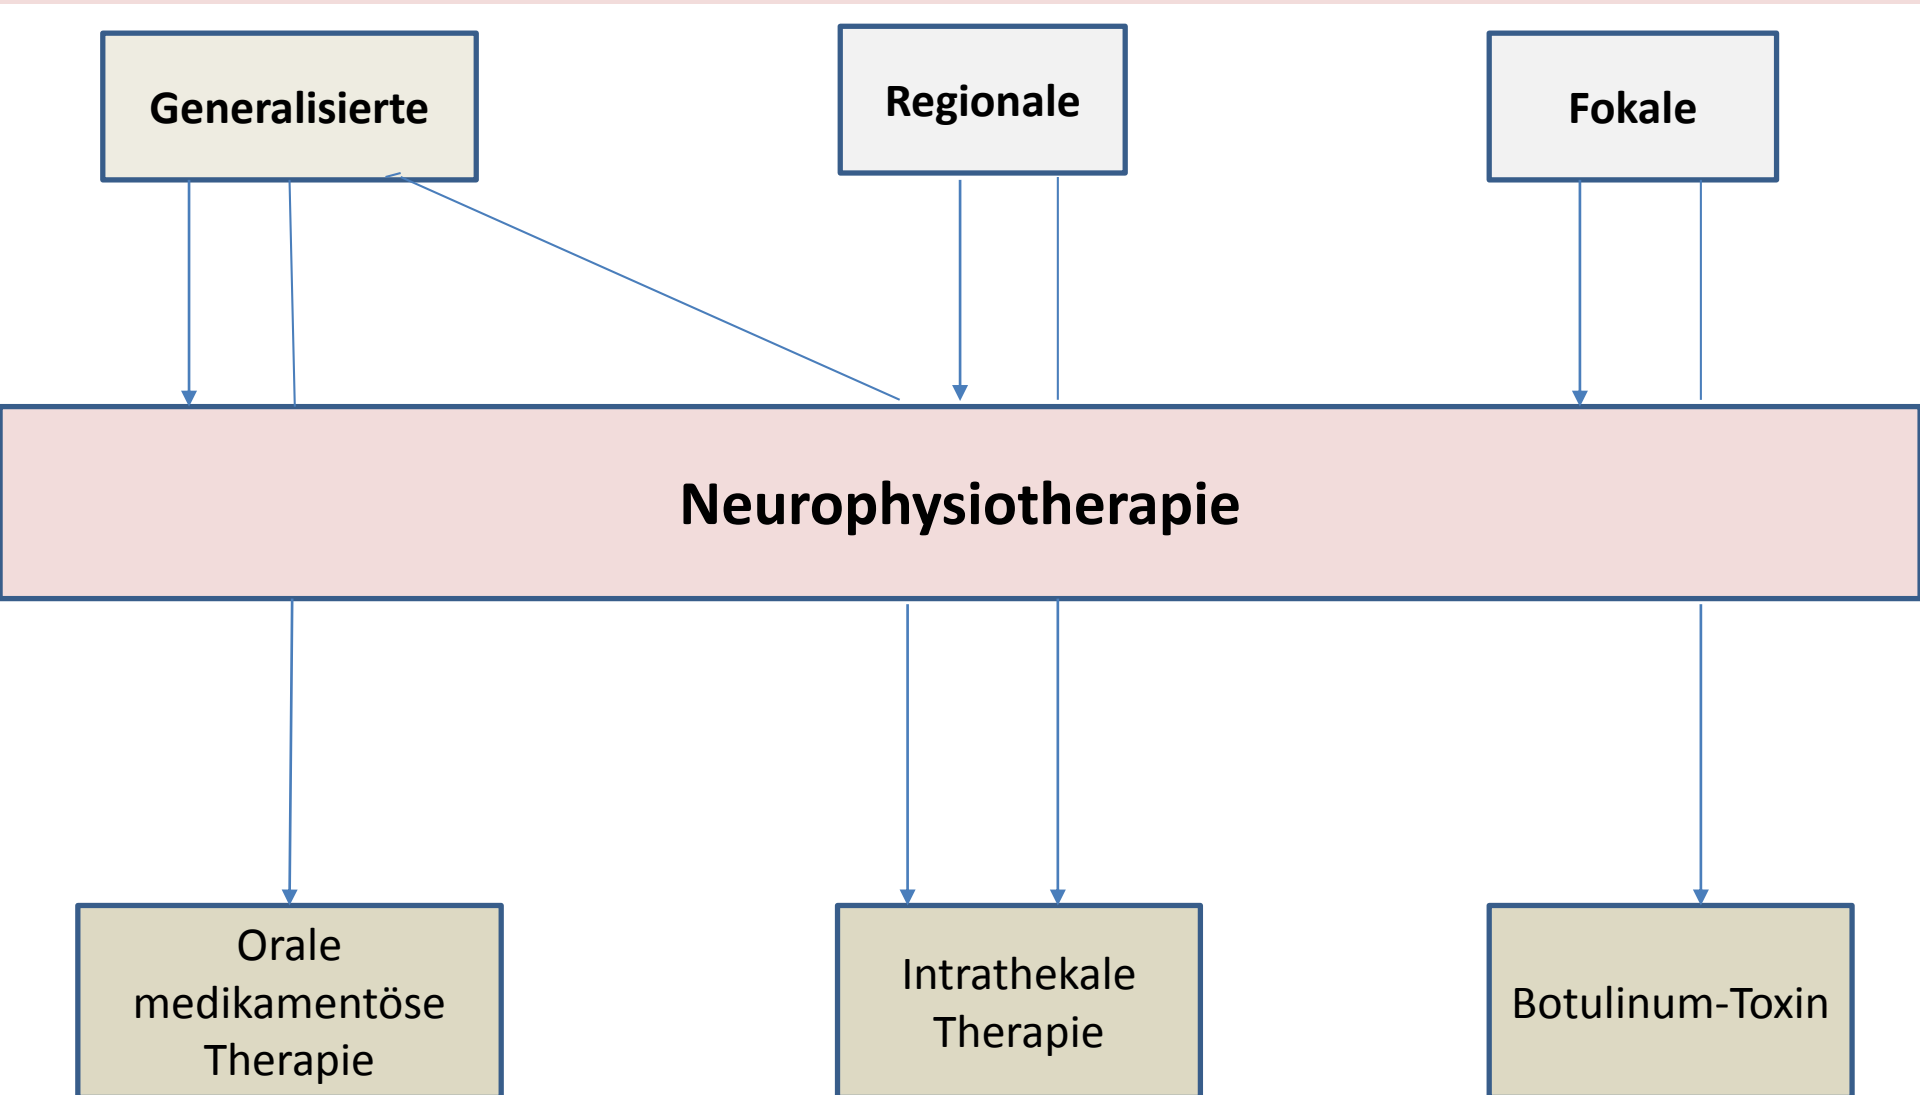 Generalisierte
Regionale
Fokale
Neurophysiotherapie
Orale
medikamentöse
Therapie
Intrathekale
Therapie
Botulinum-Toxin